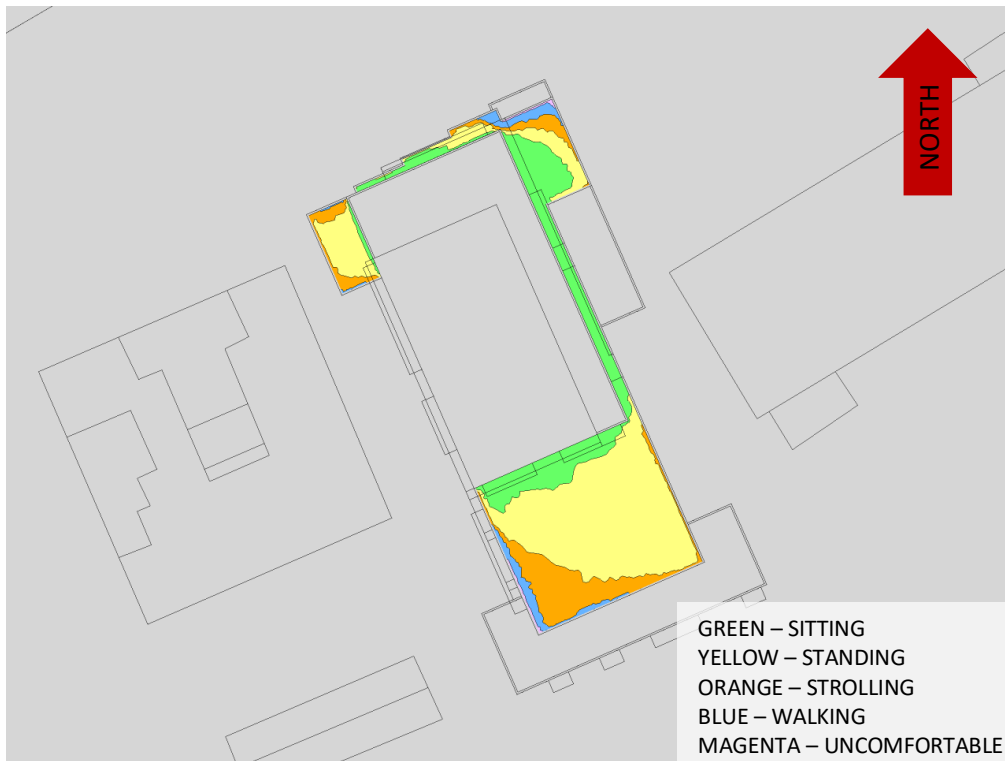 NORTH
GREEN – SITTING
YELLOW – STANDING
ORANGE – STROLLING
BLUE – WALKING
MAGENTA – UNCOMFORTABLE